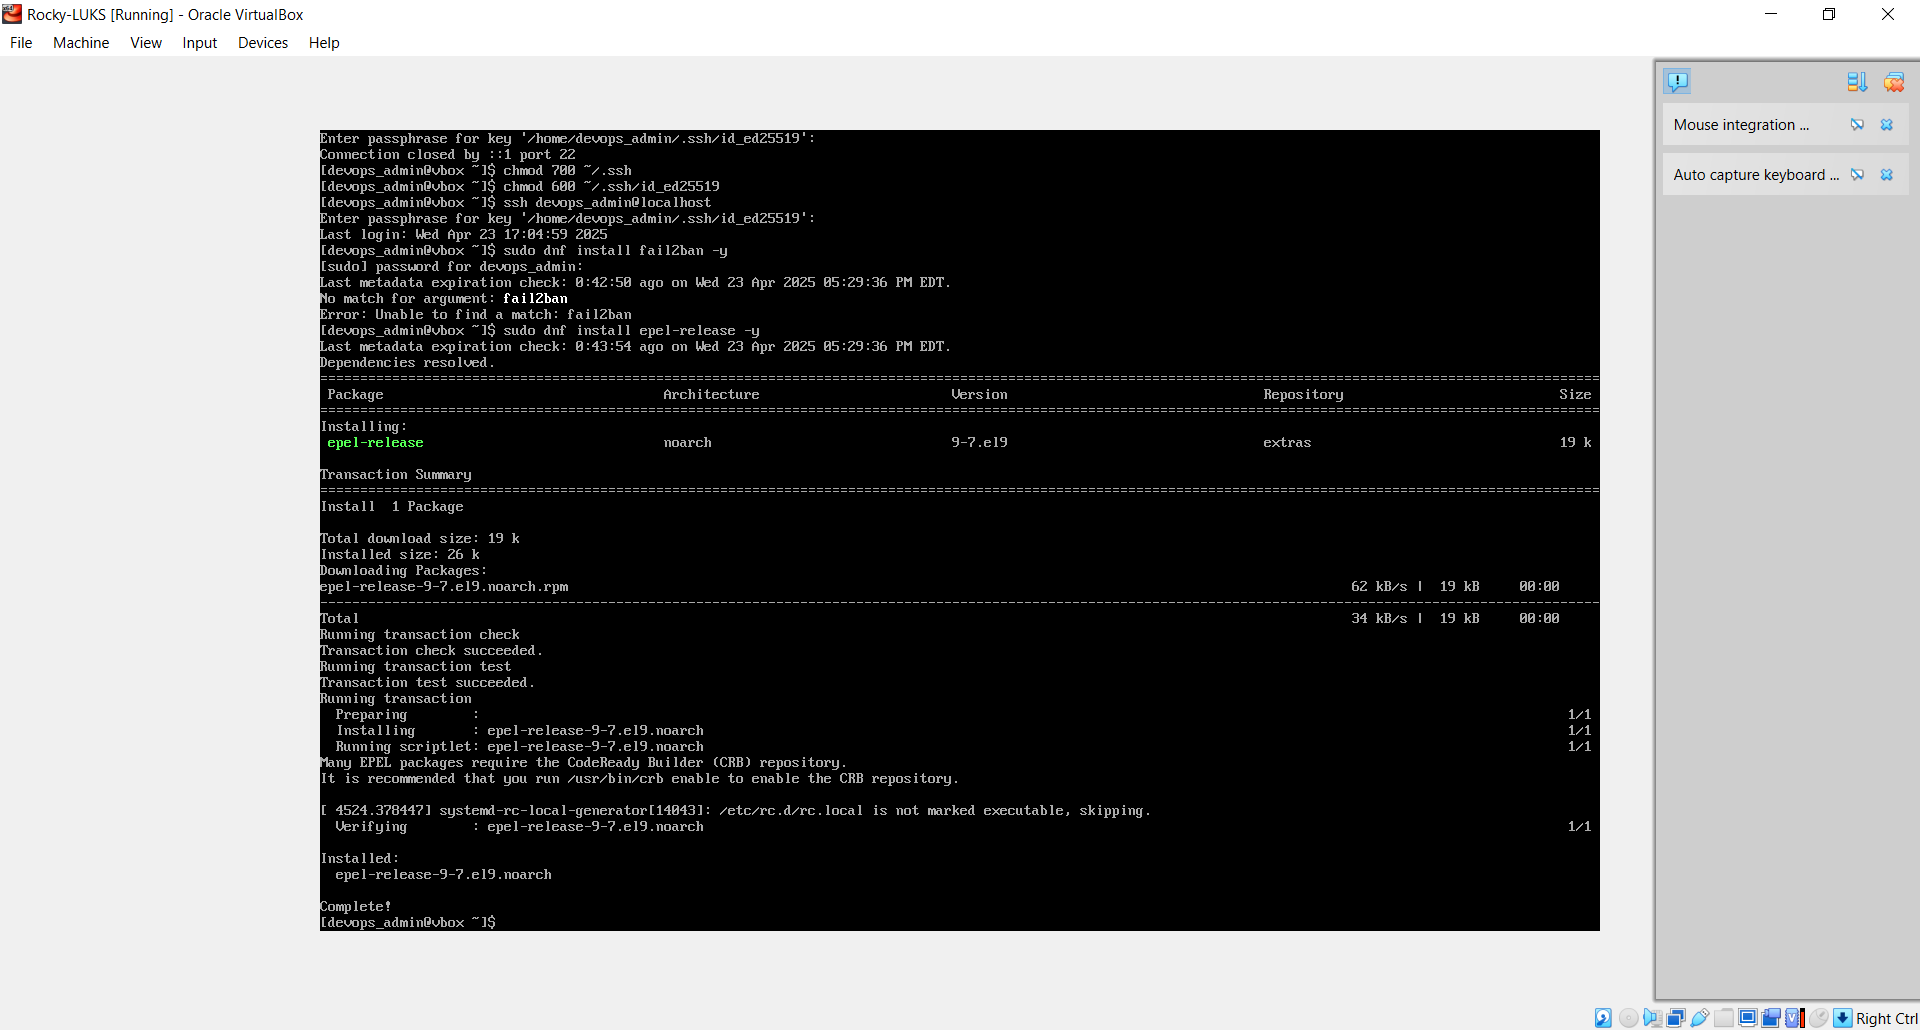 Rocky-LUKS [Running] - Oracle VirtualBox
File Machine View Input Devices Help
Enter passphrase for key '/home/devops_admin/.ssh/id_ed25519':
Connection closed by ::1 port 22
[devops_admin@vbox ~]$ chmod 700 ~/.ssh
[devops_admin@vbox ~]$ chmod 600 ~/.ssh/id_ed25519
[devops_admin@vbox ~]$ ssh devops_admin@localhost
Enter passphrase for key '/home/devops_admin/.ssh/id_ed25519':
Last login: Wed Apr 23 17:04:59 2025
[devops_admin@vbox ~]$ sudo dnf install fail2ban -y
[sudo] password for devops_admin:
Last metadata expiration check: 0:42:50 ago on Wed 23 Apr 2025 05:29:36 PM EDT.
No match for argument: fail2ban
Error: Unable to find a match: fail2ban
[devops_admin@vbox ~]$ sudo dnf install epel-release -y
Last metadata expiration check: 0:43:54 ago on Wed 23 Apr 2025 05:29:36 PM EDT.
Dependencies resolved.
================================================================================
Package Architecture Version Repository Size
================================================================================
Installing:
epel-release noarch 9-7.el9 extras 19 k
Transaction Summary
================================================================================
Install 1 Package
Total download size: 19 k
Installed size: 26 k
Downloading Packages:
epel-release-9-7.el9.noarch.rpm 62 kB/s | 19 kB 00:00
--------------------------------------------------------------------------------
Total 34 kB/s | 19 kB 00:00
Running transaction check
Transaction check succeeded.
Running transaction test
Transaction test succeeded.
Running transaction
Preparing : 1/1
Installing : epel-release-9-7.el9.noarch 1/1
Running scriptlet: epel-release-9-7.el9.noarch 1/1
Many EPEL packages require the CodeReady Builder (CRB) repository.
It is recommended that you run /usr/bin/crb enable to enable the CRB repository.
[ 4524.378447] systemd-rc-local-generator[14043]: /etc/rc.d/rc.local is not marked executable, skipping.
Verifying : epel-release-9-7.el9.noarch 1/1
Installed:
epel-release-9-7.el9.noarch
Complete!
[devops_admin@vbox ~]$
Mouse integration ...
Auto capture keyboard ...
Right Ctrl